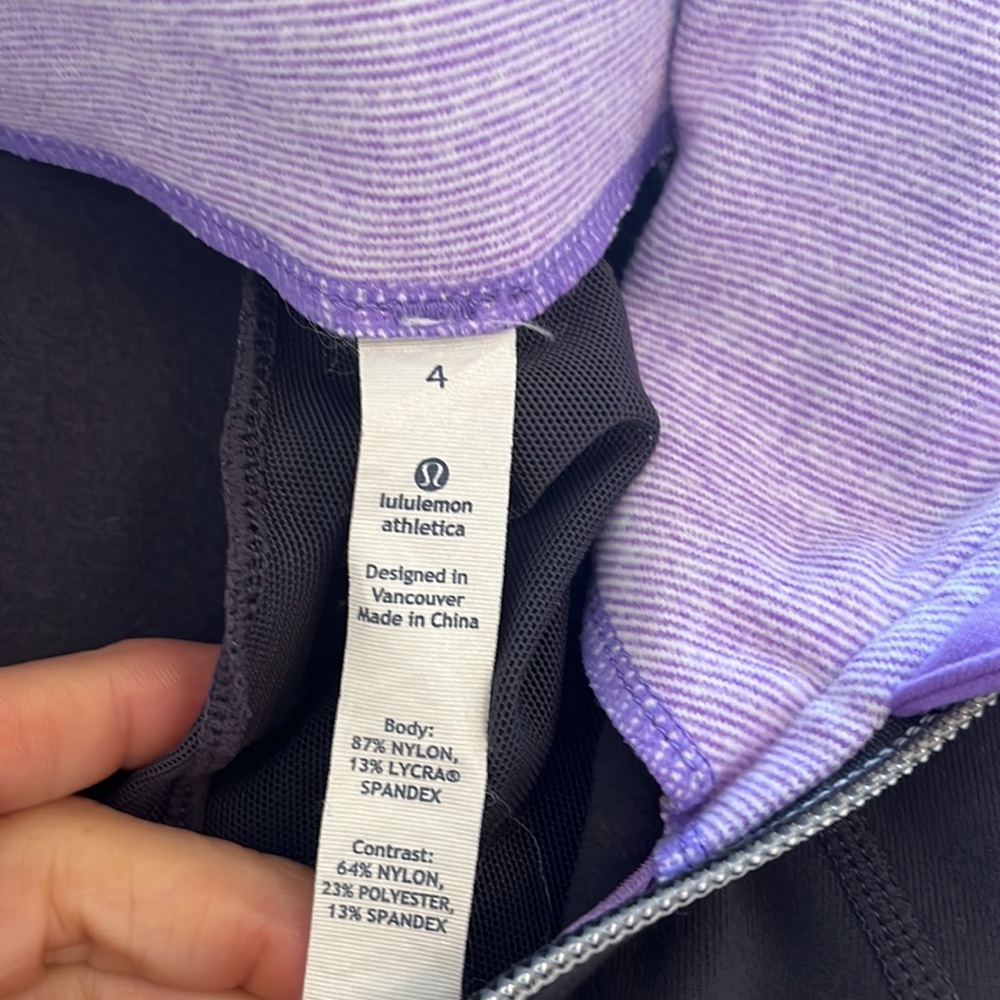 4
lululemon
athletica
Designed in
Vancouver
Made in China
Body:
87% NYLON,
13% LYCRA®
SPANDEX
Contrast:
64% NYLON,
23% POLYESTER,
13% SPANDEX